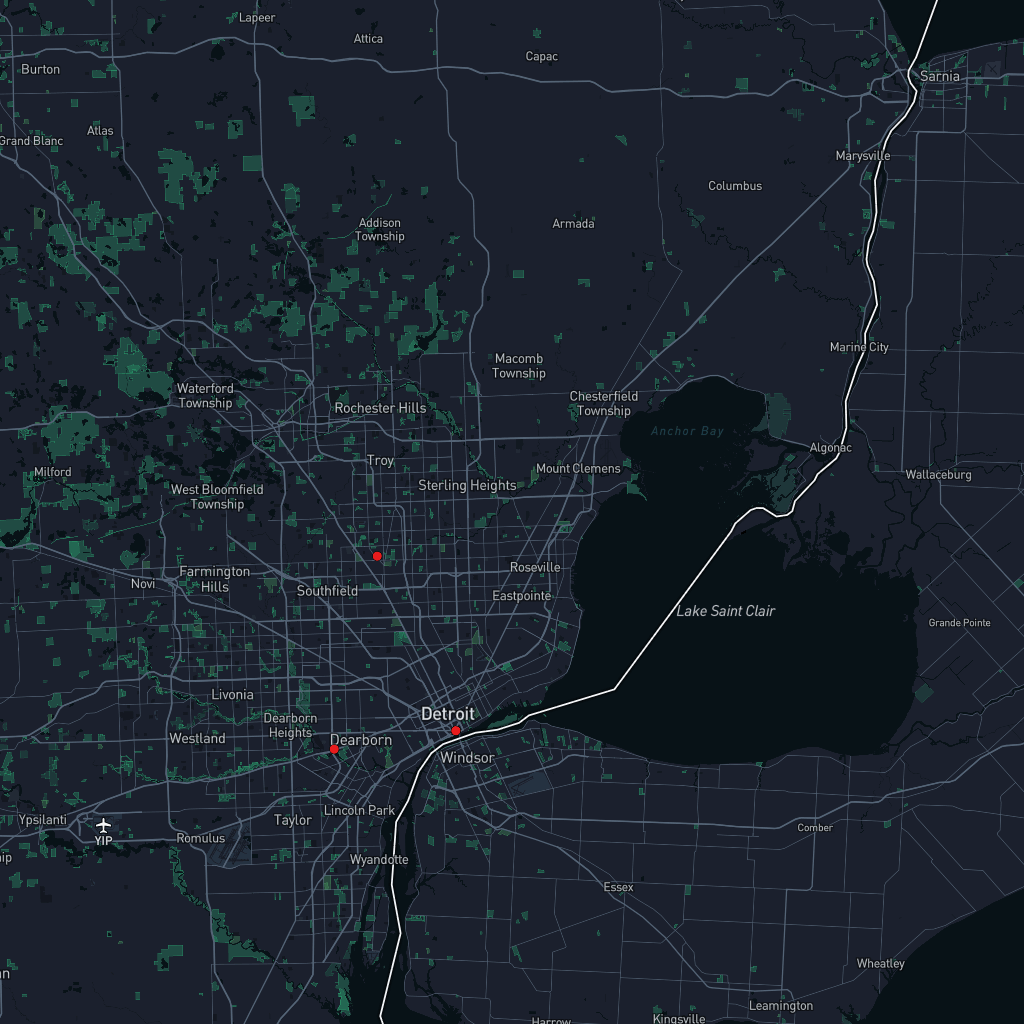 Lapeer
Attica
Capac
Burton
Sarnia
Atlas
Grand Blanc
Marysville
Columbus
Addison
Township
Armada
Marine City
Macomb
Township
Waterford
Township
Chesterfield
Township
Rochester Hills
Anchor Bay
Algonac
Troy
Milford
Mount Clemens
Wallaceburg
Sterling Heights
West Bloomfield
Township
Roseville
Farmington
Hills
Novi
Southfield
Eastpointe
Lake Saint Clair
Grande Pointe
Livonia
Detroit
Dearborn
Heights
Westland
Dearborn
Windsor
Lincoln Park
Ypsilanti
Taylor
Comber
YIP
Romulus
ip
Wyandotte
Essex
Wheatley
n
Leamington
Harrow
Kingsville